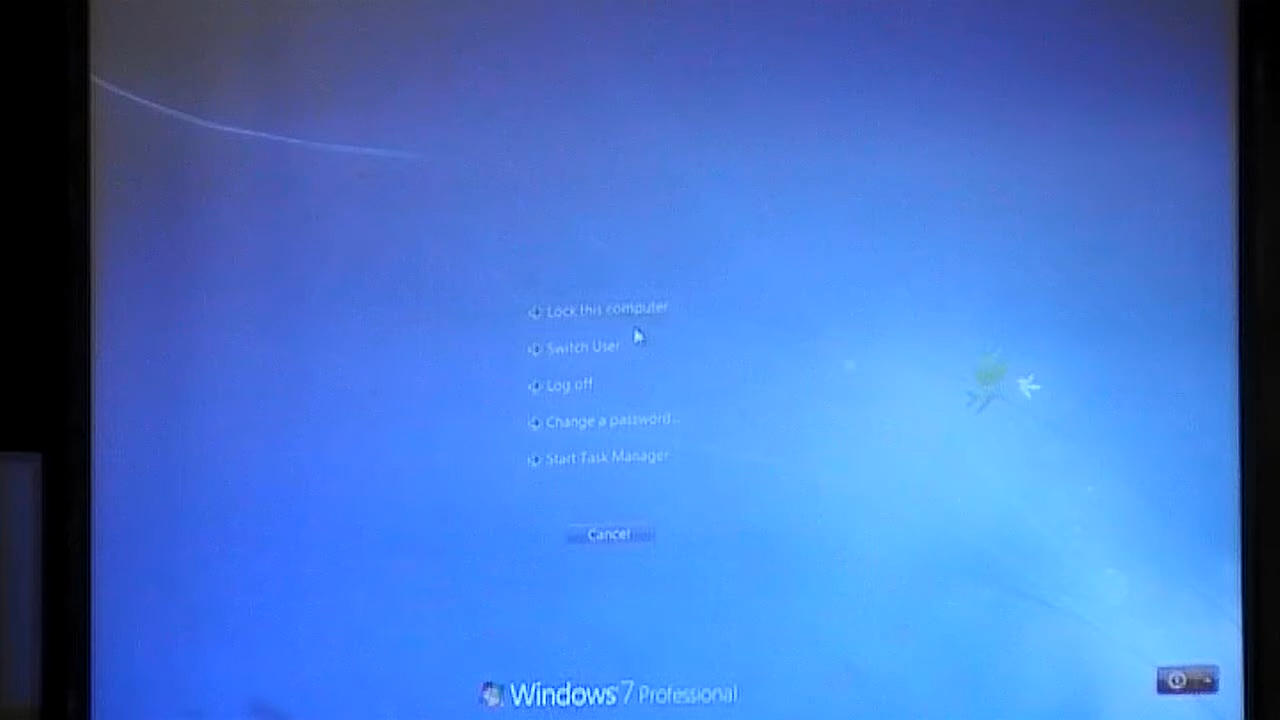 Lock this computer
Switch User
Log off
Change a password...
Start Task Manager
Cancel
Windows 7 Professional